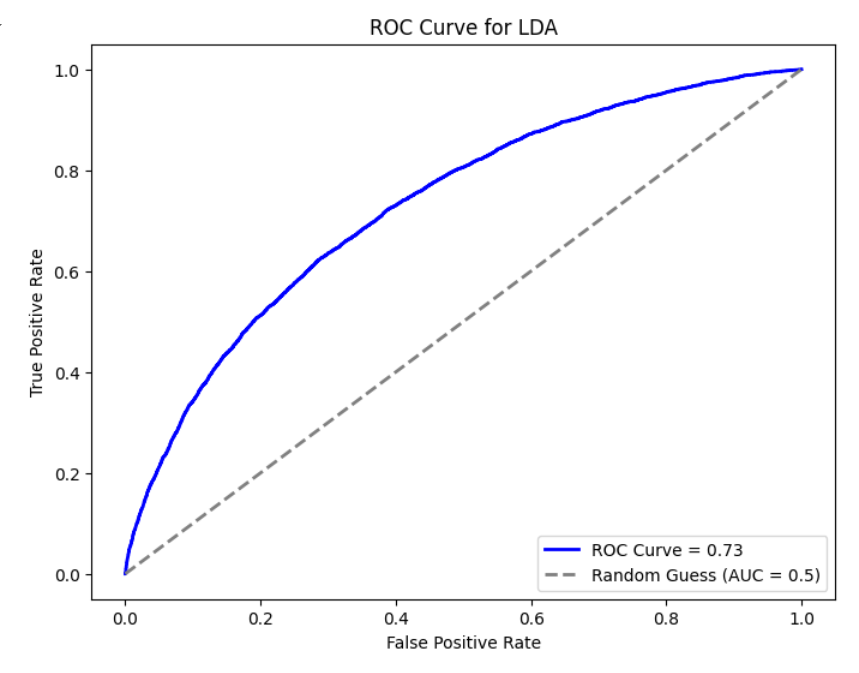 ROC Curve for LDA
True Positive Rate
1.0
0.8
0.6
0.4
0.2
0.0
0.0 0.2 0.4 0.6 0.8 1.0
False Positive Rate
ROC Curve = 0.73
Random Guess (AUC = 0.5)